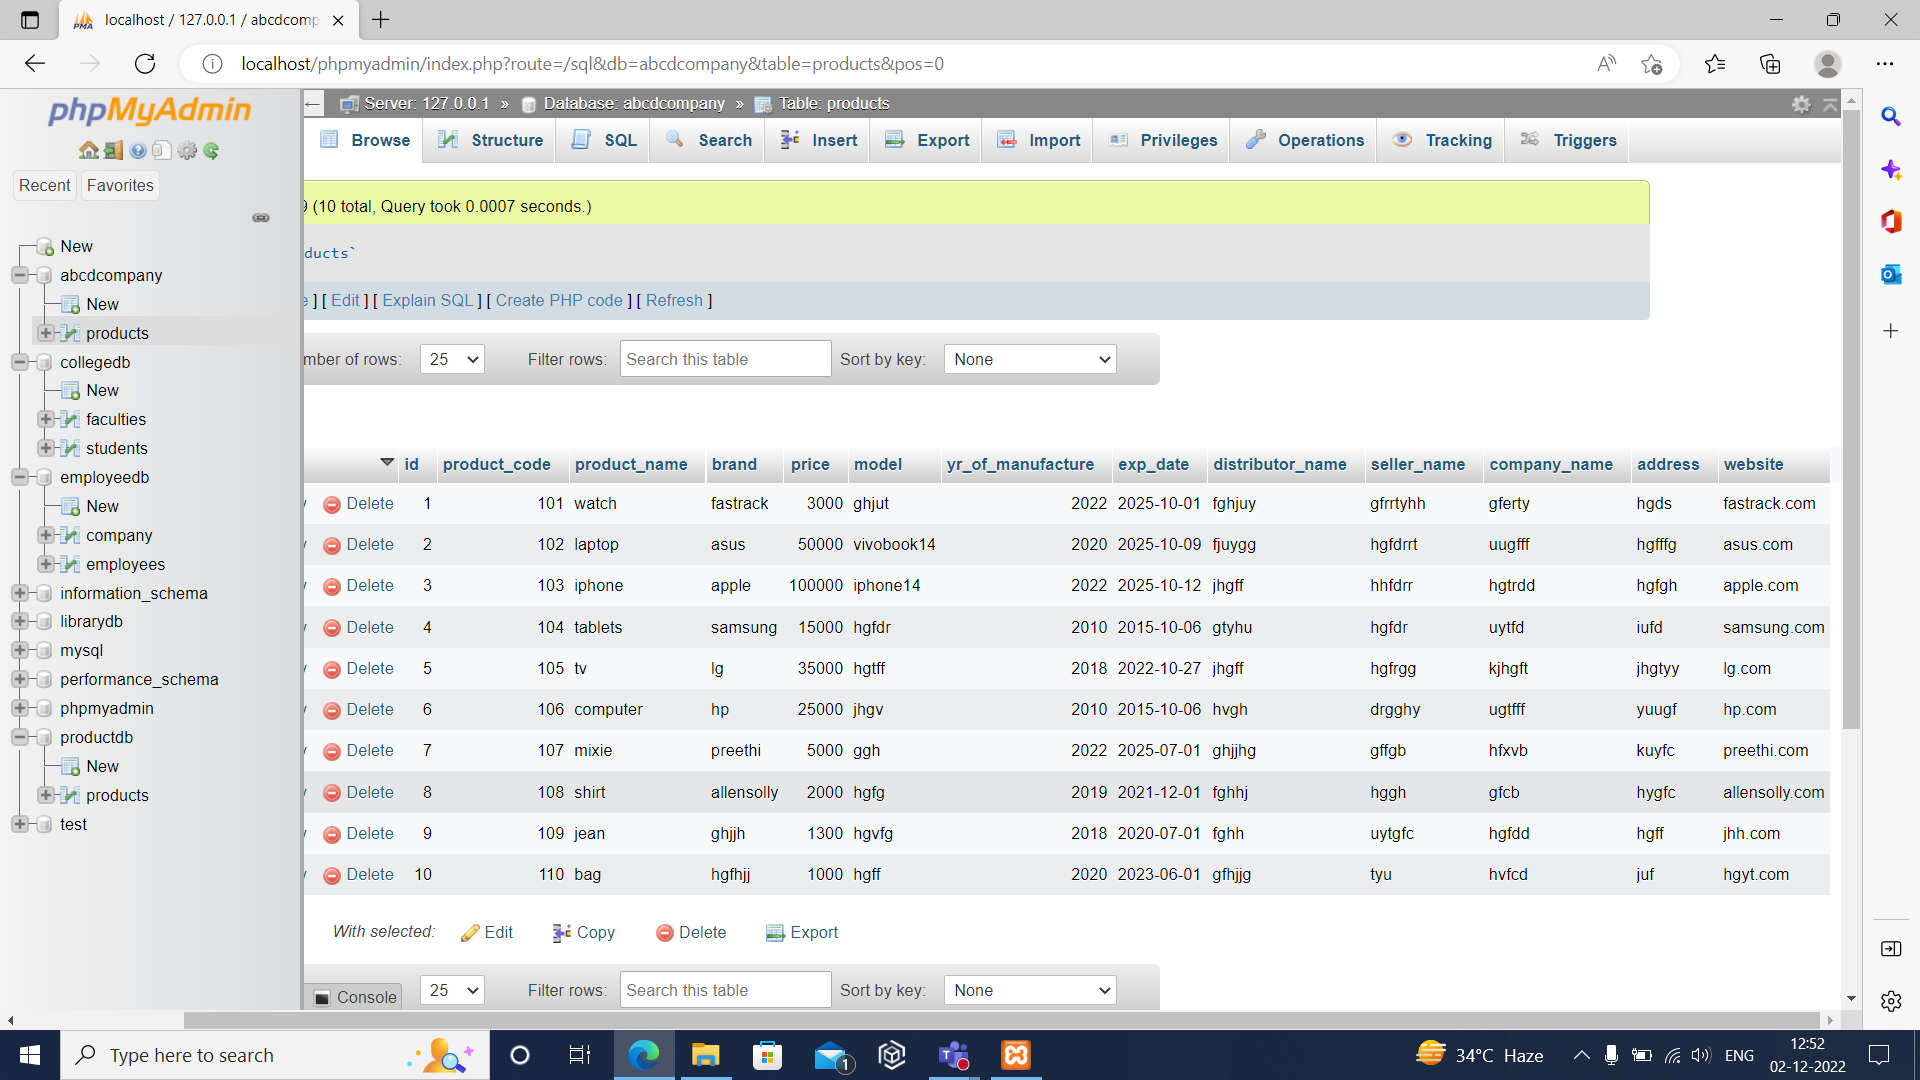 localhost / 127.0.0.1 / abcdcomp
localhost/phpmyadmin/index.php?route=/sql&db=abcdcompany&table=products&pos=0
phpMyAdmin
Recent Favorites
New
abcdcompany
New
products
collegedb
New
faculties
students
employeedb
New
company
employees
information_schema
librarydb
mysql
performance_schema
phpmyadmin
productdb
New
products
test
Server: 127.0.0.1 » Database: abcdcompany » Table: products
Browse Structure SQL Search Insert Export Import Privileges Operations Tracking Triggers
(10 total, Query took 0.0007 seconds.)
ducts`
] [ Edit ] [ Explain SQL ] [ Create PHP code ] [ Refresh ]
mber of rows: 25 Filter rows: Search this table Sort by key: None
id product_code product_name brand price model yr_of_manufacture exp_date distributor_name seller_name company_name address website
Delete 1 101 watch fastrack 3000 ghjut 2022 2025-10-01 fghjuy gfrrtyhh gferty hgds fastrack.com
Delete 2 102 laptop asus 50000 vivobook14 2020 2025-10-09 fjuygg hgfdrrt uugfff hgfffg asus.com
Delete 3 103 iphone apple 100000 iphone14 2022 2025-10-12 jhgff hhfdrr hgtrdd hgfgh apple.com
Delete 4 104 tablets samsung 15000 hgfdr 2010 2015-10-06 gtyhu hgfdr uytfd iufd samsung.com
Delete 5 105 tv lg 35000 hgtff 2018 2022-10-27 jhgff hgfrgg kjhgft jhgtyy lg.com
Delete 6 106 computer hp 25000 jhgv 2010 2015-10-06 hvgh drgghy ugtfff yuugf hp.com
Delete 7 107 mixie preethi 5000 ggh 2022 2025-07-01 ghjjhg gffgb hfxvb kuyfc preethi.com
Delete 8 108 shirt allensolly 2000 hgfg 2019 2021-12-01 fghhj hggh gfcb hygfc allensolly.com
Delete 9 109 jean ghjjh 1300 hgvfg 2018 2020-07-01 fghh uytgfc hgfdd hgff jhh.com
Delete 10 110 bag hgfhjj 1000 hgff 2020 2023-06-01 gfhjjg tyu hvfcd juf hgyt.com
With selected: Edit Copy Delete Export
Console 25 Filter rows: Search this table Sort by key: None
Type here to search
1
34°C Haze
ENG
12:52
02-12-2022